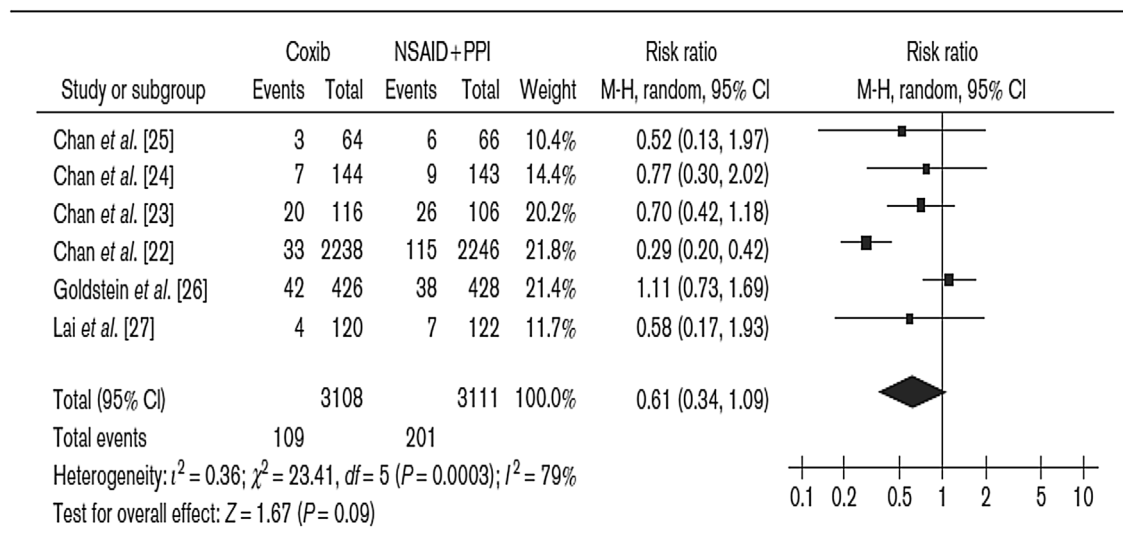 Coxib NSAID+PPI Risk ratio Risk ratio
Study or subgroup Events Total Events Total Weight M-H, random, 95% CI M-H, random, 95% CI
Chan et al. [25] 3 64 6 66 10.4% 0.52 (0.13, 1.97)
Chan et al. [24] 7 144 9 143 14.4% 0.77 (0.30, 2.02)
Chan et al. [23] 20 116 26 106 20.2% 0.70 (0.42, 1.18)
Chan et al. [22] 33 2238 115 2246 21.8% 0.29 (0.20, 0.42)
Goldstein et al. [26] 42 426 38 428 21.4% 1.11 (0.73, 1.69)
Lai et al. [27] 4 120 7 122 11.7% 0.58 (0.17, 1.93)
Total (95% CI) 3108 3111 100.0% 0.61 (0.34, 1.09)
Total events 109 201
Heterogeneity: ι² = 0.36; χ² = 23.41, df = 5 (P = 0.0003); I² = 79%
Test for overall effect: Z = 1.67 (P = 0.09)
0.1 0.2 0.5 1 2 5 10